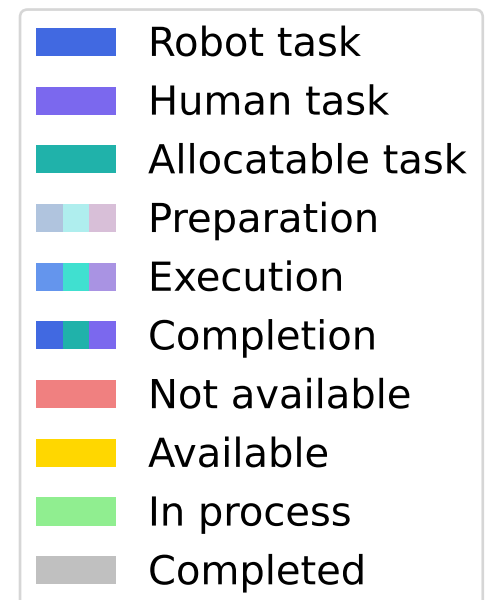 Robot task
Human task
Allocatable task
Preparation
Execution
Completion
Not available
Available
In process
Completed